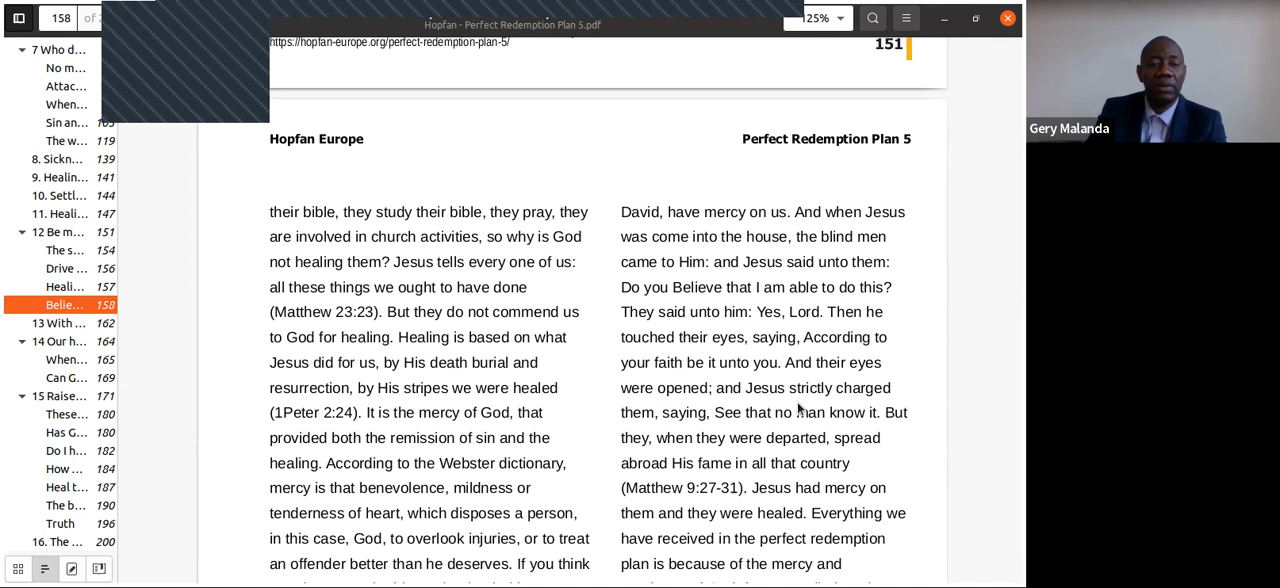 158
of 2
Hopfan - Perfect Redemption Plan 5.pdf
125%
7 Who d...
No m...
Attac...
When...
Sin an... 105
The w... 119
8. Sickn... 139
9. Healin... 141
10. Settl... 144
11. Heali... 147
12 Be m... 151
The s... 154
Drive ... 156
Heali... 157
Belie... 158
13 With ... 162
14 Our h... 164
When... 165
Can G... 169
15 Raise... 171
These... 180
Has G... 180
Do I h... 182
How ... 184
Heal t... 187
The b... 190
Truth 196
16. The ... 200
https://hopfan-europe.org/perfect-redemption-plan-5/
151
Hopfan Europe
Perfect Redemption Plan 5
their bible, they study their bible, they pray, they
are involved in church activities, so why is God
not healing them? Jesus tells every one of us:
all these things we ought to have done
(Matthew 23:23). But they do not commend us
to God for healing. Healing is based on what
Jesus did for us, by His death burial and
resurrection, by His stripes we were healed
(1Peter 2:24). It is the mercy of God, that
provided both the remission of sin and the
healing. According to the Webster dictionary,
mercy is that benevolence, mildness or
tenderness of heart, which disposes a person,
in this case, God, to overlook injuries, or to treat
an offender better than he deserves. If you think
David, have mercy on us. And when Jesus
was come into the house, the blind men
came to Him: and Jesus said unto them:
Do you Believe that I am able to do this?
They said unto him: Yes, Lord. Then he
touched their eyes, saying, According to
your faith be it unto you. And their eyes
were opened; and Jesus strictly charged
them, saying, See that no man know it. But
they, when they were departed, spread
abroad His fame in all that country
(Matthew 9:27-31). Jesus had mercy on
them and they were healed. Everything we
have received in the perfect redemption
plan is because of the mercy and
Gery Malanda